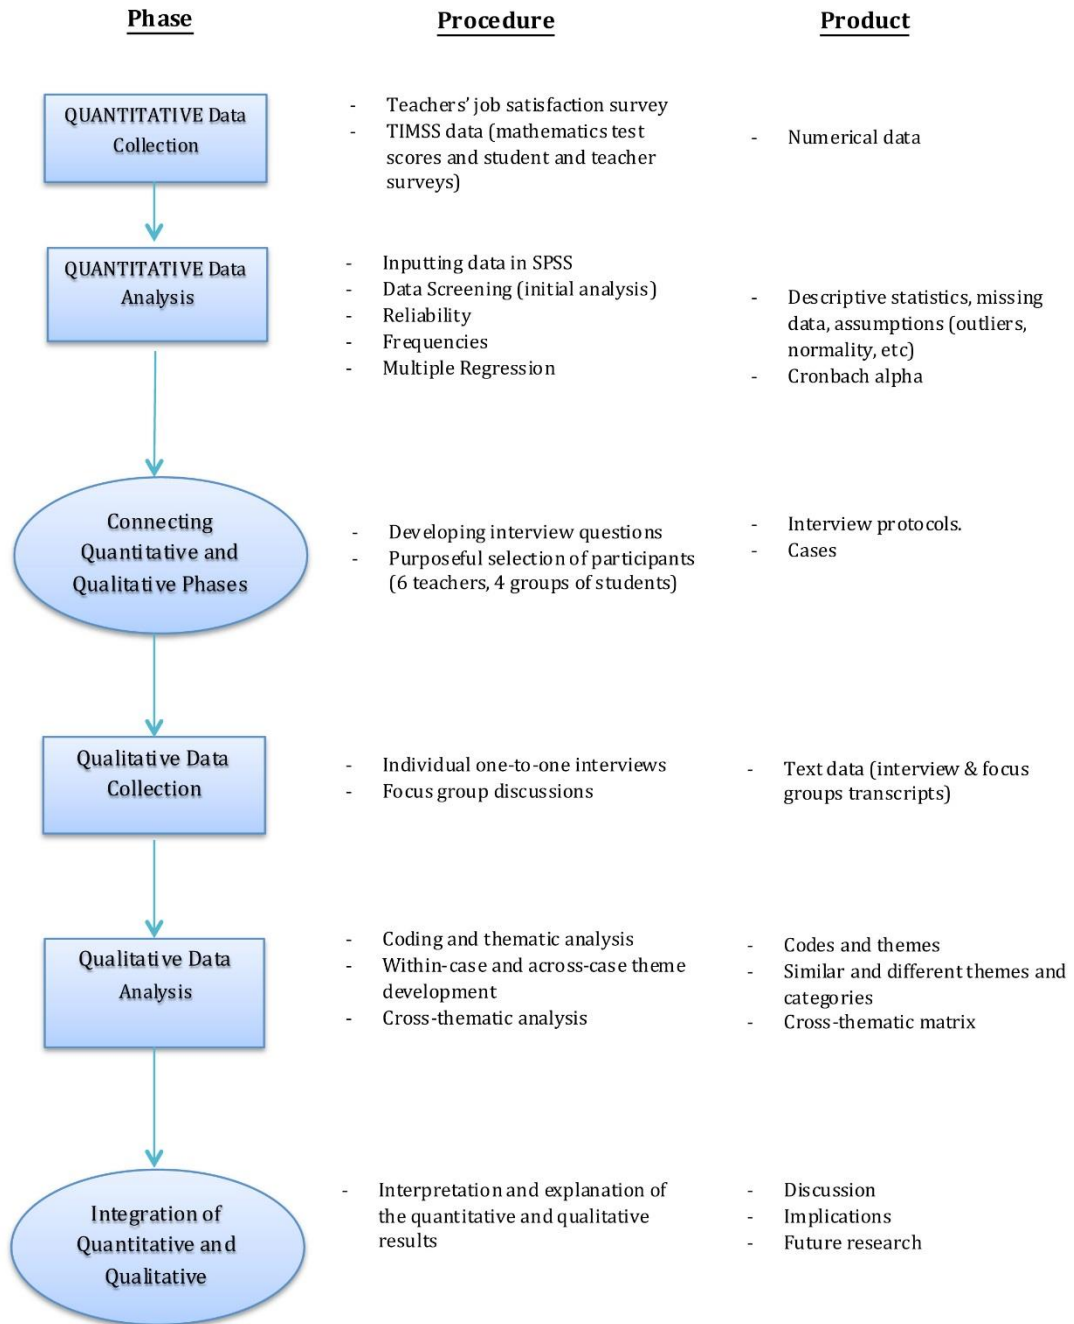 Phase
Procedure
Product
QUANTITATIVE Data
Collection
- Teachers' job satisfaction survey
- TIMSS data (mathematics test
scores and student and teacher
surveys)
- Numerical data
QUANTITATIVE Data
Analysis
- Inputting data in SPSS
- Data Screening (initial analysis)
- Reliability
- Frequencies
- Multiple Regression
- Descriptive statistics, missing
data, assumptions (outliers,
normality, etc)
- Cronbach alpha
Connecting
Quantitative and
Qualitative Phases
- Developing interview questions
- Purposeful selection of participants
(6 teachers, 4 groups of students)
- Interview protocols.
- Cases
Qualitative Data
Collection
- Individual one-to-one interviews
- Focus group discussions
- Text data (interview & focus
groups transcripts)
Qualitative Data
Analysis
- Coding and thematic analysis
- Within-case and across-case theme
development
- Cross-thematic analysis
- Codes and themes
- Similar and different themes and
categories
- Cross-thematic matrix
Integration of
Quantitative and
Qualitative
- Interpretation and explanation of
the quantitative and qualitative
results
- Discussion
- Implications
- Future research